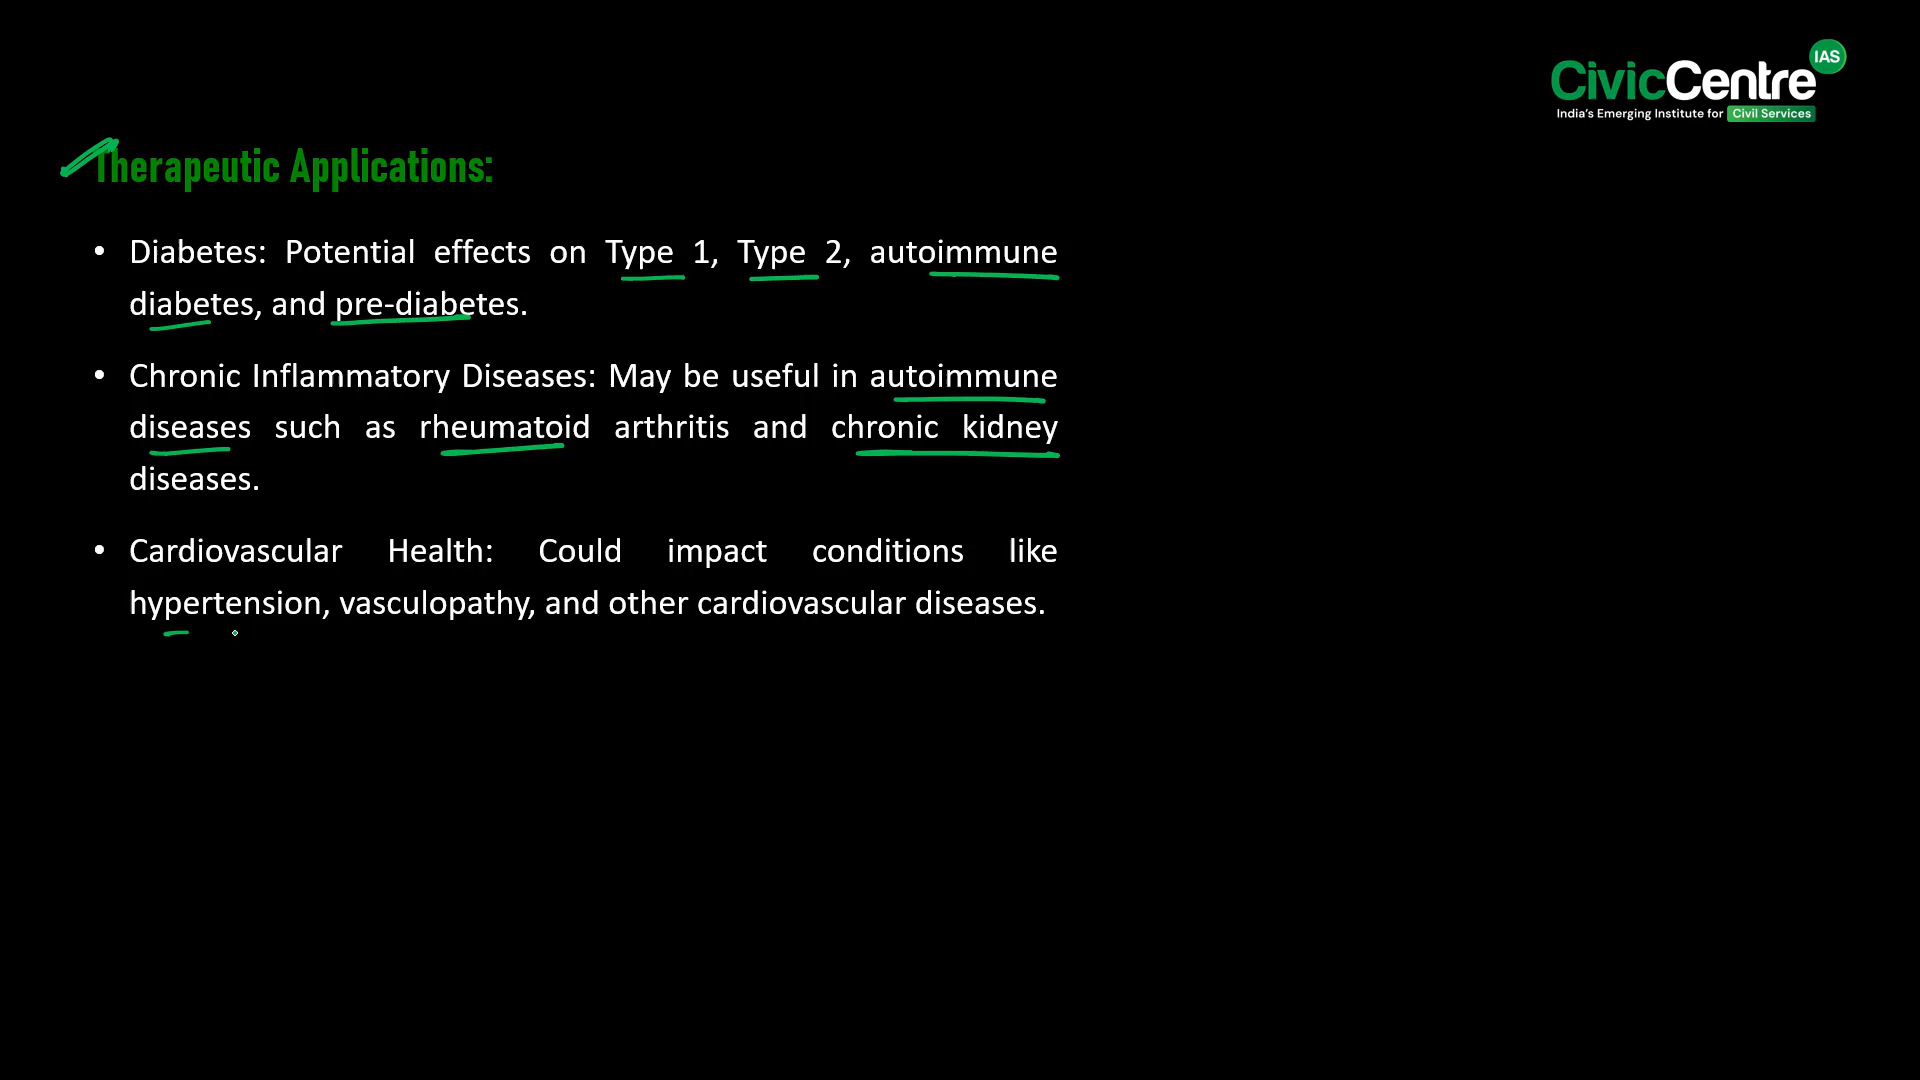 CivicCentre IAS
India's Emerging Institute for Civil Services
Therapeutic Applications:
• Diabetes: Potential effects on Type 1, Type 2, autoimmune
diabetes, and pre-diabetes.
• Chronic Inflammatory Diseases: May be useful in autoimmune
diseases such as rheumatoid arthritis and chronic kidney
diseases.
• Cardiovascular Health: Could impact conditions like
hypertension, vasculopathy, and other cardiovascular diseases.